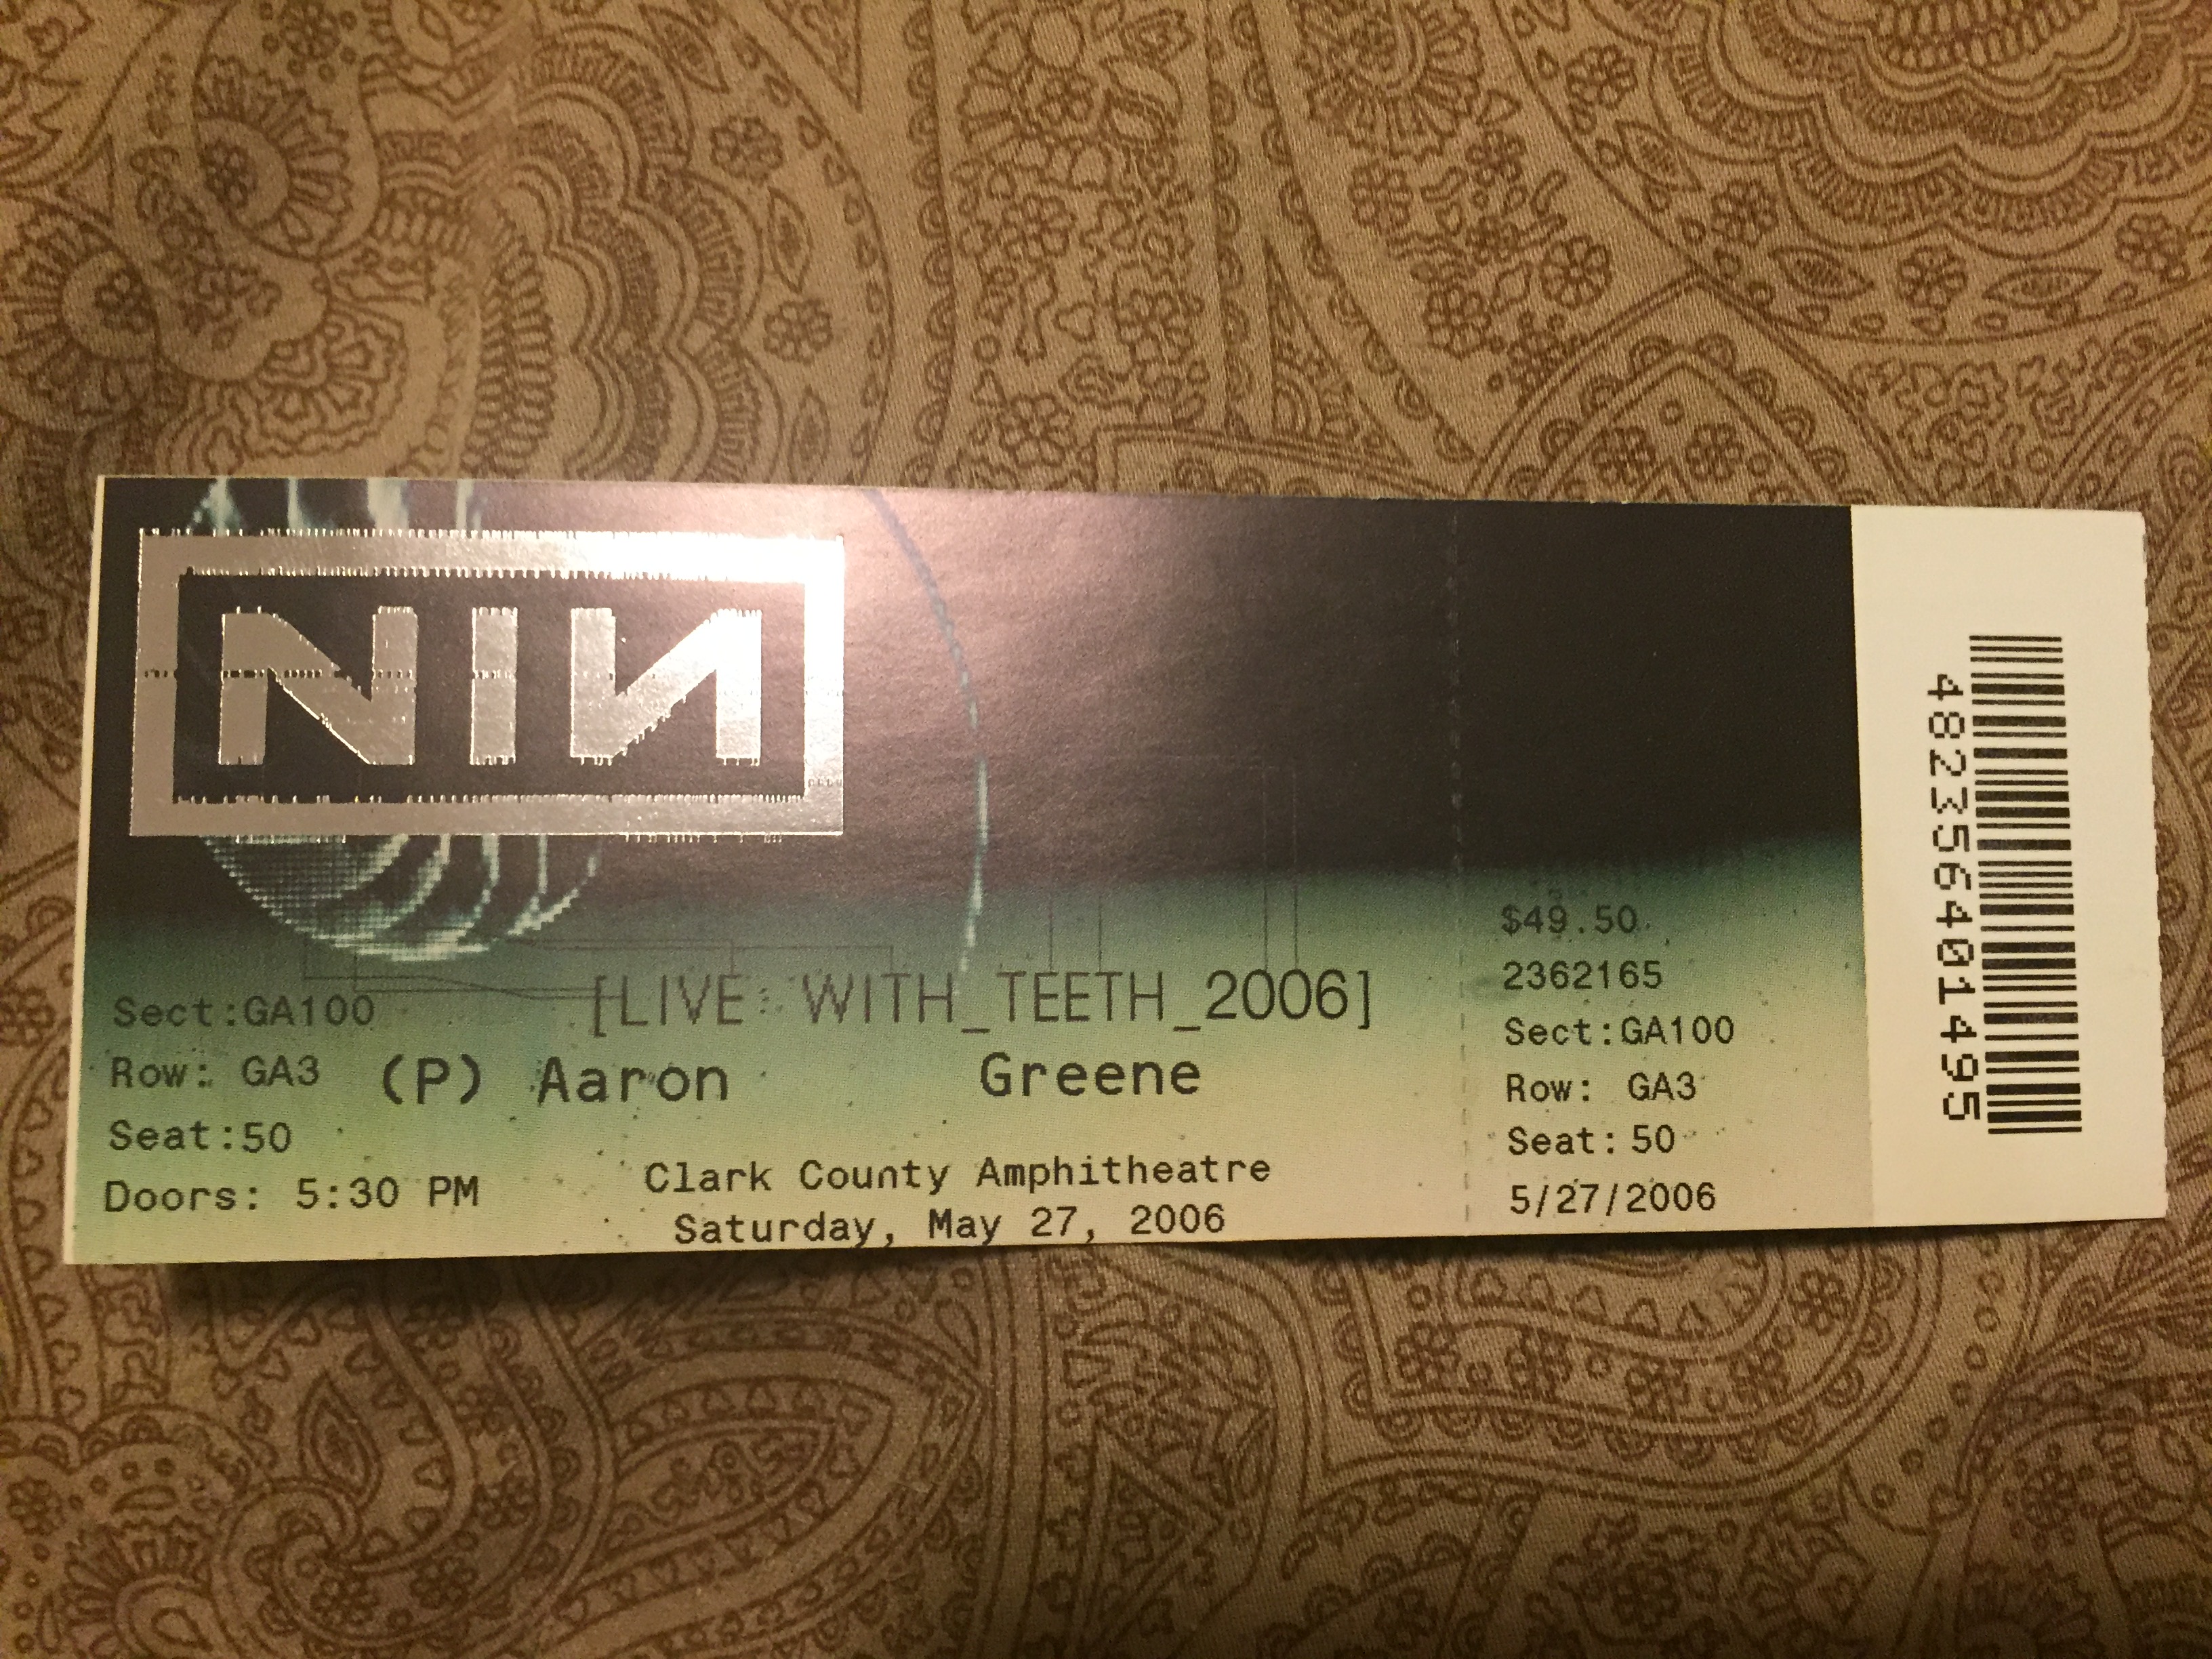 NIN
[LIVE: WITH_TEETH_2006]
Sect:GA100
Row: GA3 (P) Aaron Greene
Seat:50
Doors: 5:30 PM
Clark County Amphitheatre
Saturday, May 27, 2006
$49.50
2362165
Sect:GA100
Row: GA3
Seat: 50
5/27/2006
482356401495